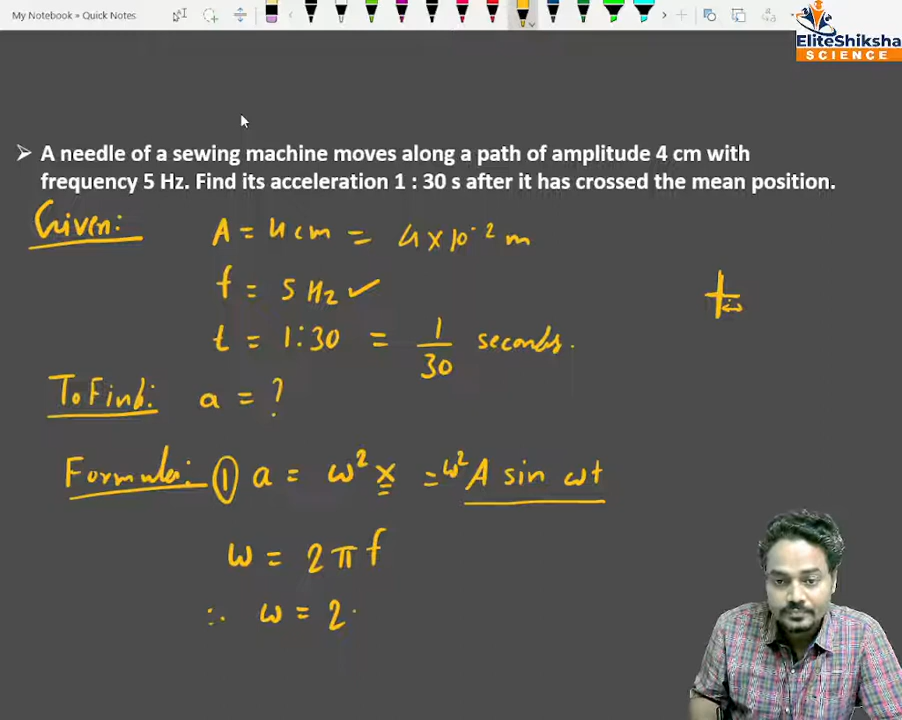 My Notebook » Quick Notes
EliteShiksha
SCIENCE
➢ A needle of a sewing machine moves along a path of amplitude 4 cm with
frequency 5 Hz. Find its acceleration 1 : 30 s after it has crossed the mean position.
Given: A = 4 cm = 4 × 10⁻² m
f = 5 Hz ✓
t = 1:30 = 1/30 seconds.
To Find: a = ?
Formula: ① a = ω² x = ω² A sin ωt
ω = 2 π f
∴ ω = 2 ·